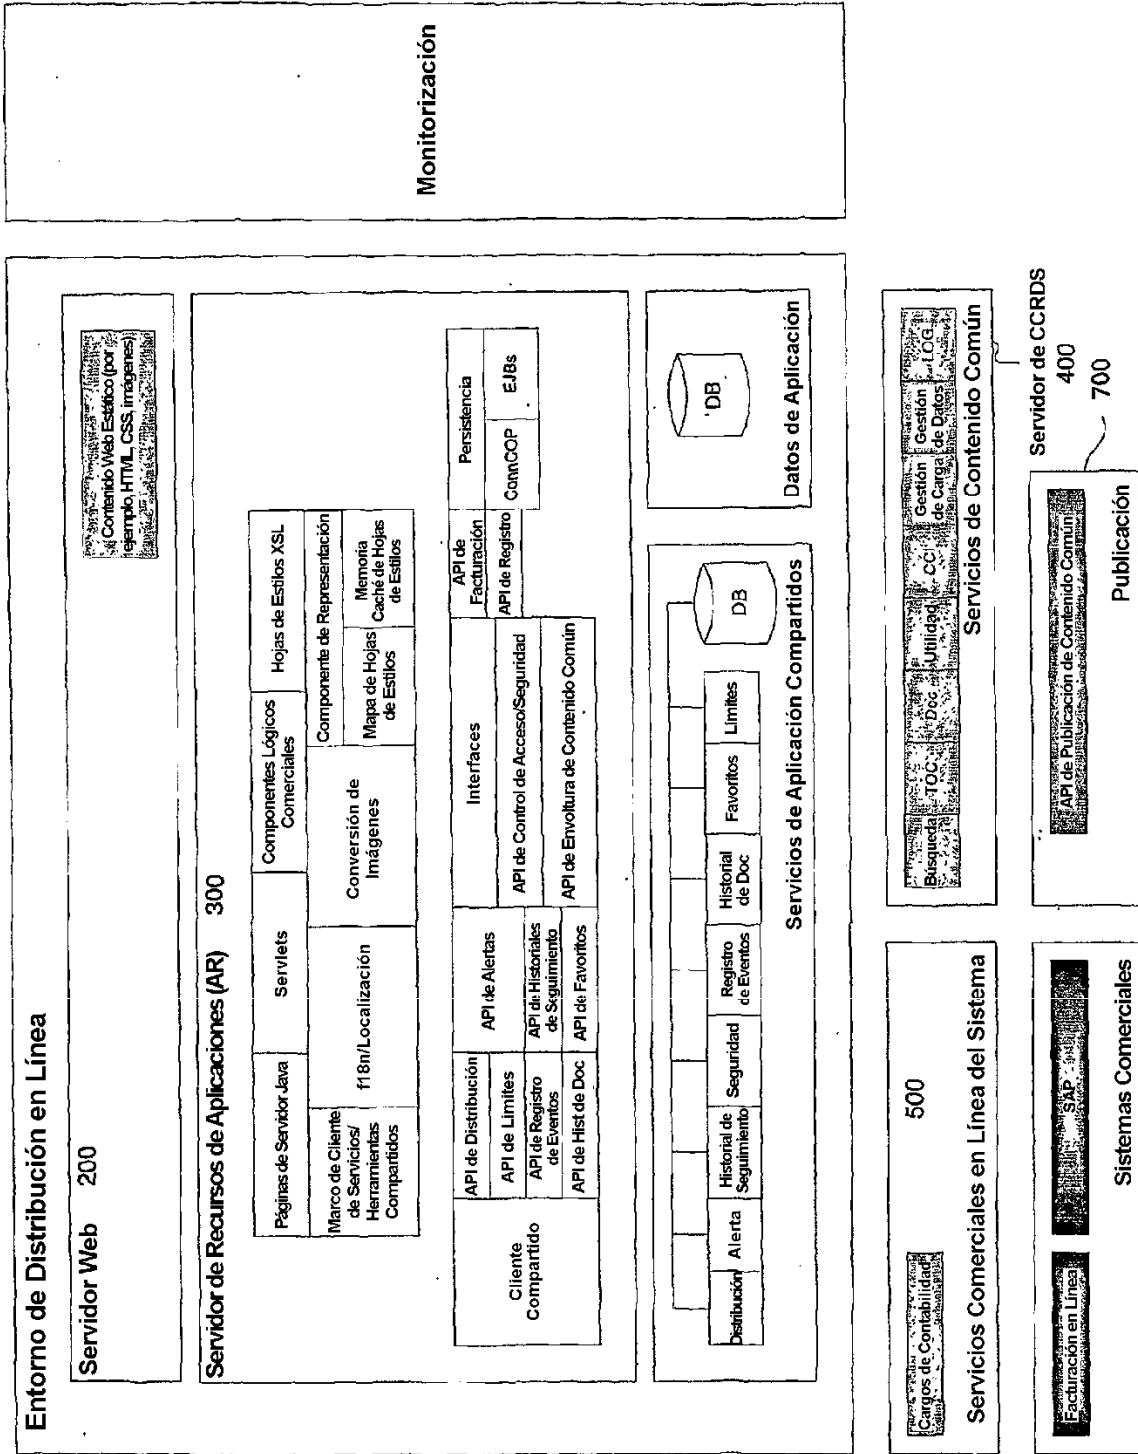 Entorno de Distribución en Línea
Servidor Web 200
Contenido Web Estático (por
ejemplo, HTML, CSS, imágenes)
Servidor de Recursos de Aplicaciones (AR) 300
Páginas de Servidor Java
Servlets
Componentes Lógicos
Comerciales
Hojas de Estilos XSL
Marco de Cliente
de Servicios/
Herramientas
Compartidos
f18n/Localización
Conversión de
Imágenes
Componente de Representación
Mapa de Hojas
de Estilos
Memoria
Caché de Hojas
de Estilos
Cliente
Compartido
API de Distribución
API de Límites
API de Registro
de Eventos
API de Hist de Doc
API de Alertas
API de Historiales
de Seguimiento
API de Favoritos
Interfaces
API de Control de Acceso/Seguridad
API de Envoltura de Contenido Común
API de
Facturación
API de Registro
Persistencia
ConnCOP
EJBs
Distribución
Alerta
Historial de
Seguimiento
Seguridad
Registro
de Eventos
Historial
de Doc
Favoritos
Límites
DB
Servicios de Aplicación Compartidos
DB
Datos de Aplicación
Monitorización
Cargos de Contabilidad
500
Servicios Comerciales en Línea del Sistema
Búsqueda
TOC
Doc
Utilidad
CCI
Gestión
de Carga
Gestión
de Datos
LOG
Servicios de Contenido Común
Servidor de CCRDS
400
Facturación en Línea
SAP
Sistemas Comerciales
API de Publicación de Contenido Común
700
Publicación